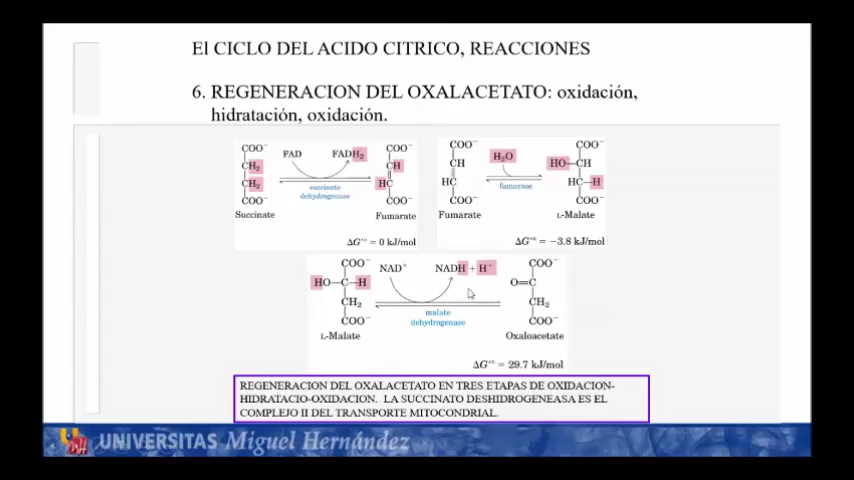 El CICLO DEL ACIDO CITRICO, REACCIONES
6. REGENERACION DEL OXALACETATO: oxidación,
hidratación, oxidación.
COO⁻
CH₂
CH₂
COO⁻
Succinate
FAD
FADH₂
succinate
dehydrogenase
COO⁻
CH
HC
COO⁻
Fumarate
ΔG'° = 0 kJ/mol
COO⁻
CH
HC
COO⁻
Fumarate
H₂O
fumarase
COO⁻
HO–CH
HC–H
COO⁻
L-Malate
ΔG'° = −3.8 kJ/mol
COO⁻
HO–C–H
CH₂
COO⁻
L-Malate
NAD⁺
NADH + H⁺
malate
dehydrogenase
COO⁻
O=C
CH₂
COO⁻
Oxaloacetate
ΔG'° = 29.7 kJ/mol
REGENERACION DEL OXALACETATO EN TRES ETAPAS DE OXIDACION-
HIDRATACIO-OXIDACION. LA SUCCINATO DESHIDROGENEASA ES EL
COMPLEJO II DEL TRANSPORTE MITOCONDRIAL.
UNIVERSITAS Miguel Hernández